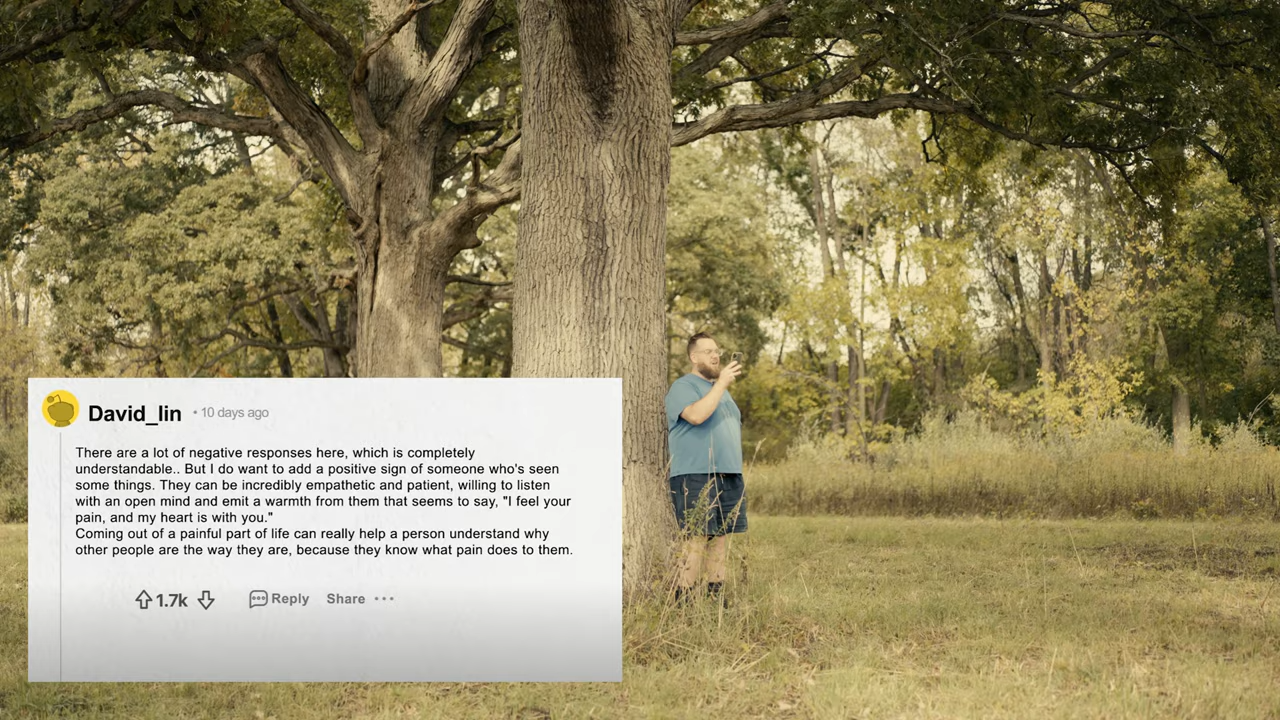 David_lin • 10 days ago
There are a lot of negative responses here, which is completely
understandable.. But I do want to add a positive sign of someone who's seen
some things. They can be incredibly empathetic and patient, willing to listen
with an open mind and emit a warmth from them that seems to say, "I feel your
pain, and my heart is with you."
Coming out of a painful part of life can really help a person understand why
other people are the way they are, because they know what pain does to them.
1.7k Reply Share •••